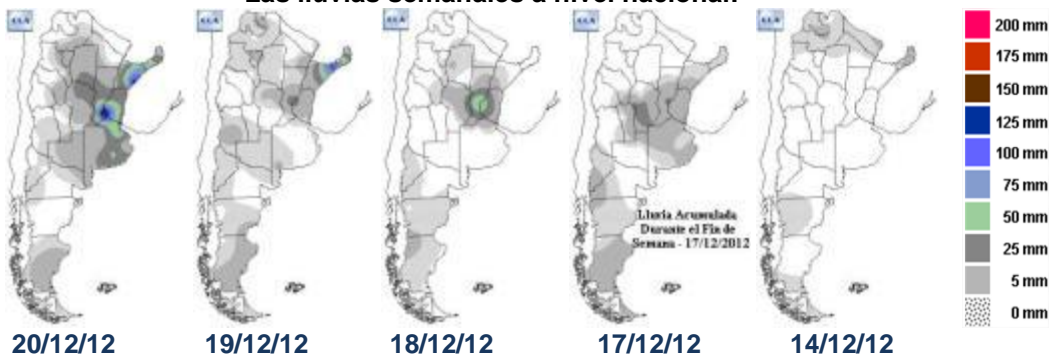 Las lluvias semanales a nivel nacional.
Lluvia Acumulada
Durante el Fin de
Semana - 17/12/2012
200 mm
175 mm
150 mm
125 mm
100 mm
75 mm
50 mm
25 mm
5 mm
0 mm
20/12/12
19/12/12
18/12/12
17/12/12
14/12/12